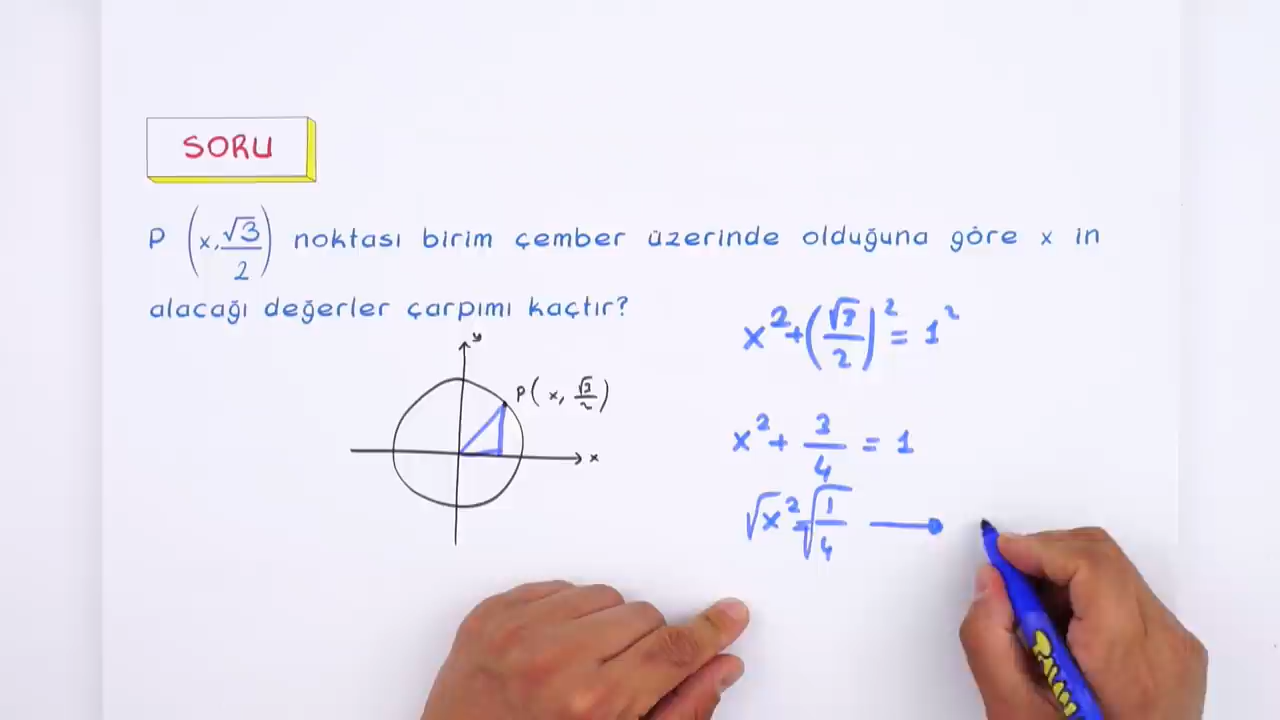 SORU
P (x, √3/2) noktası birim çember üzerinde olduğuna göre x in
alacağı değerler çarpımı kaçtır?
x² + (√3/2)² = 1²
y
P(x, √3/2)
x
x² + 3/4 = 1
√x² = √1/4